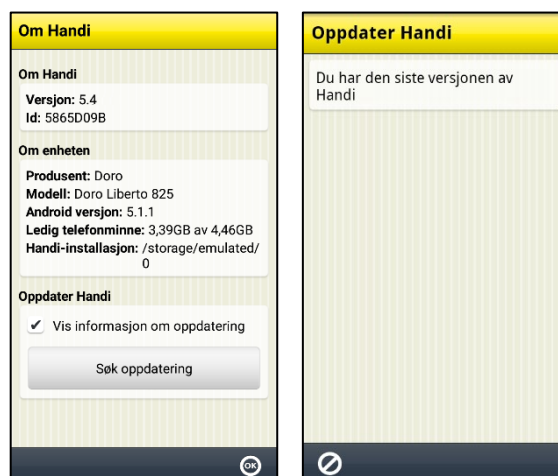 Om Handi
Om Handi
Versjon: 5.4
Id: 5865D09B
Om enheten
Produsent: Doro
Modell: Doro Liberto 825
Android versjon: 5.1.1
Ledig telefonminne: 3,39GB av 4,46GB
Handi-installasjon: /storage/emulated/
0
Oppdater Handi
Vis informasjon om oppdatering
Søk oppdatering
OK
Oppdater Handi
Du har den siste versjonen av
Handi